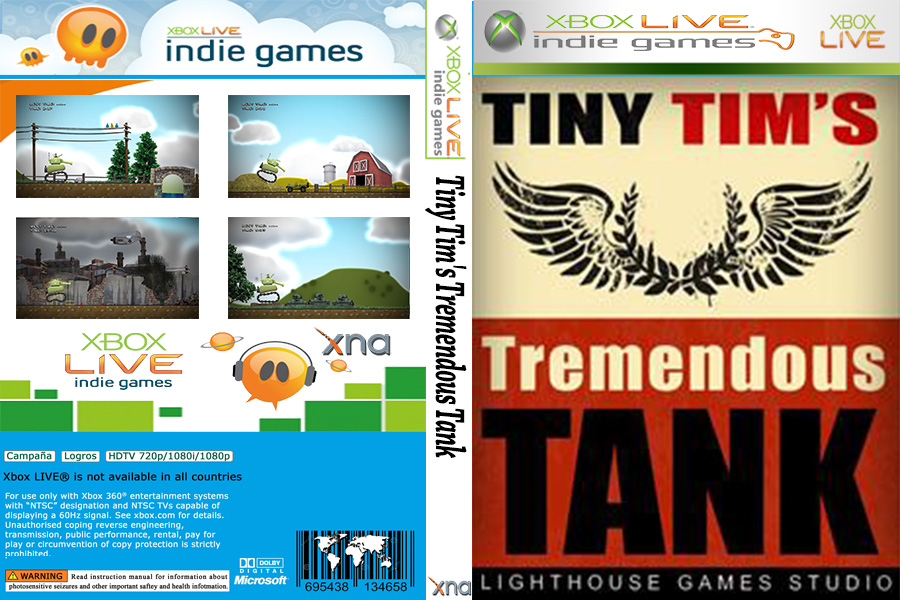 XBOX LIVE
indie games
XBOX LIVE
indie games
xna
Campaña Logros HDTV 720p/1080i/1080p
Xbox LIVE® is not available in all countries
For use only with Xbox 360® entertainment systems
with “NTSC” designation and NTSC TVs capable of
displaying a 60Hz signal. See xbox.com for details.
Unauthorised coping reverse engineering,
transmission, public performance, rental, pay for
play or circumvention of copy protection is strictly
prohibited.
WARNING Read instruction manual for information about
photosensitive seizures and other important saftey and health infotmation.
DOLBY
DIGITAL
Microsoft
695438 134658
XBOX LIVE
indie games
Tiny Tim's Tremendous Tank
xna
XBOX LIVE
indie games
XBOX
LIVE
TINY TIM'S
Tremendous
TANK
LIGHTHOUSE GAMES STUDIO